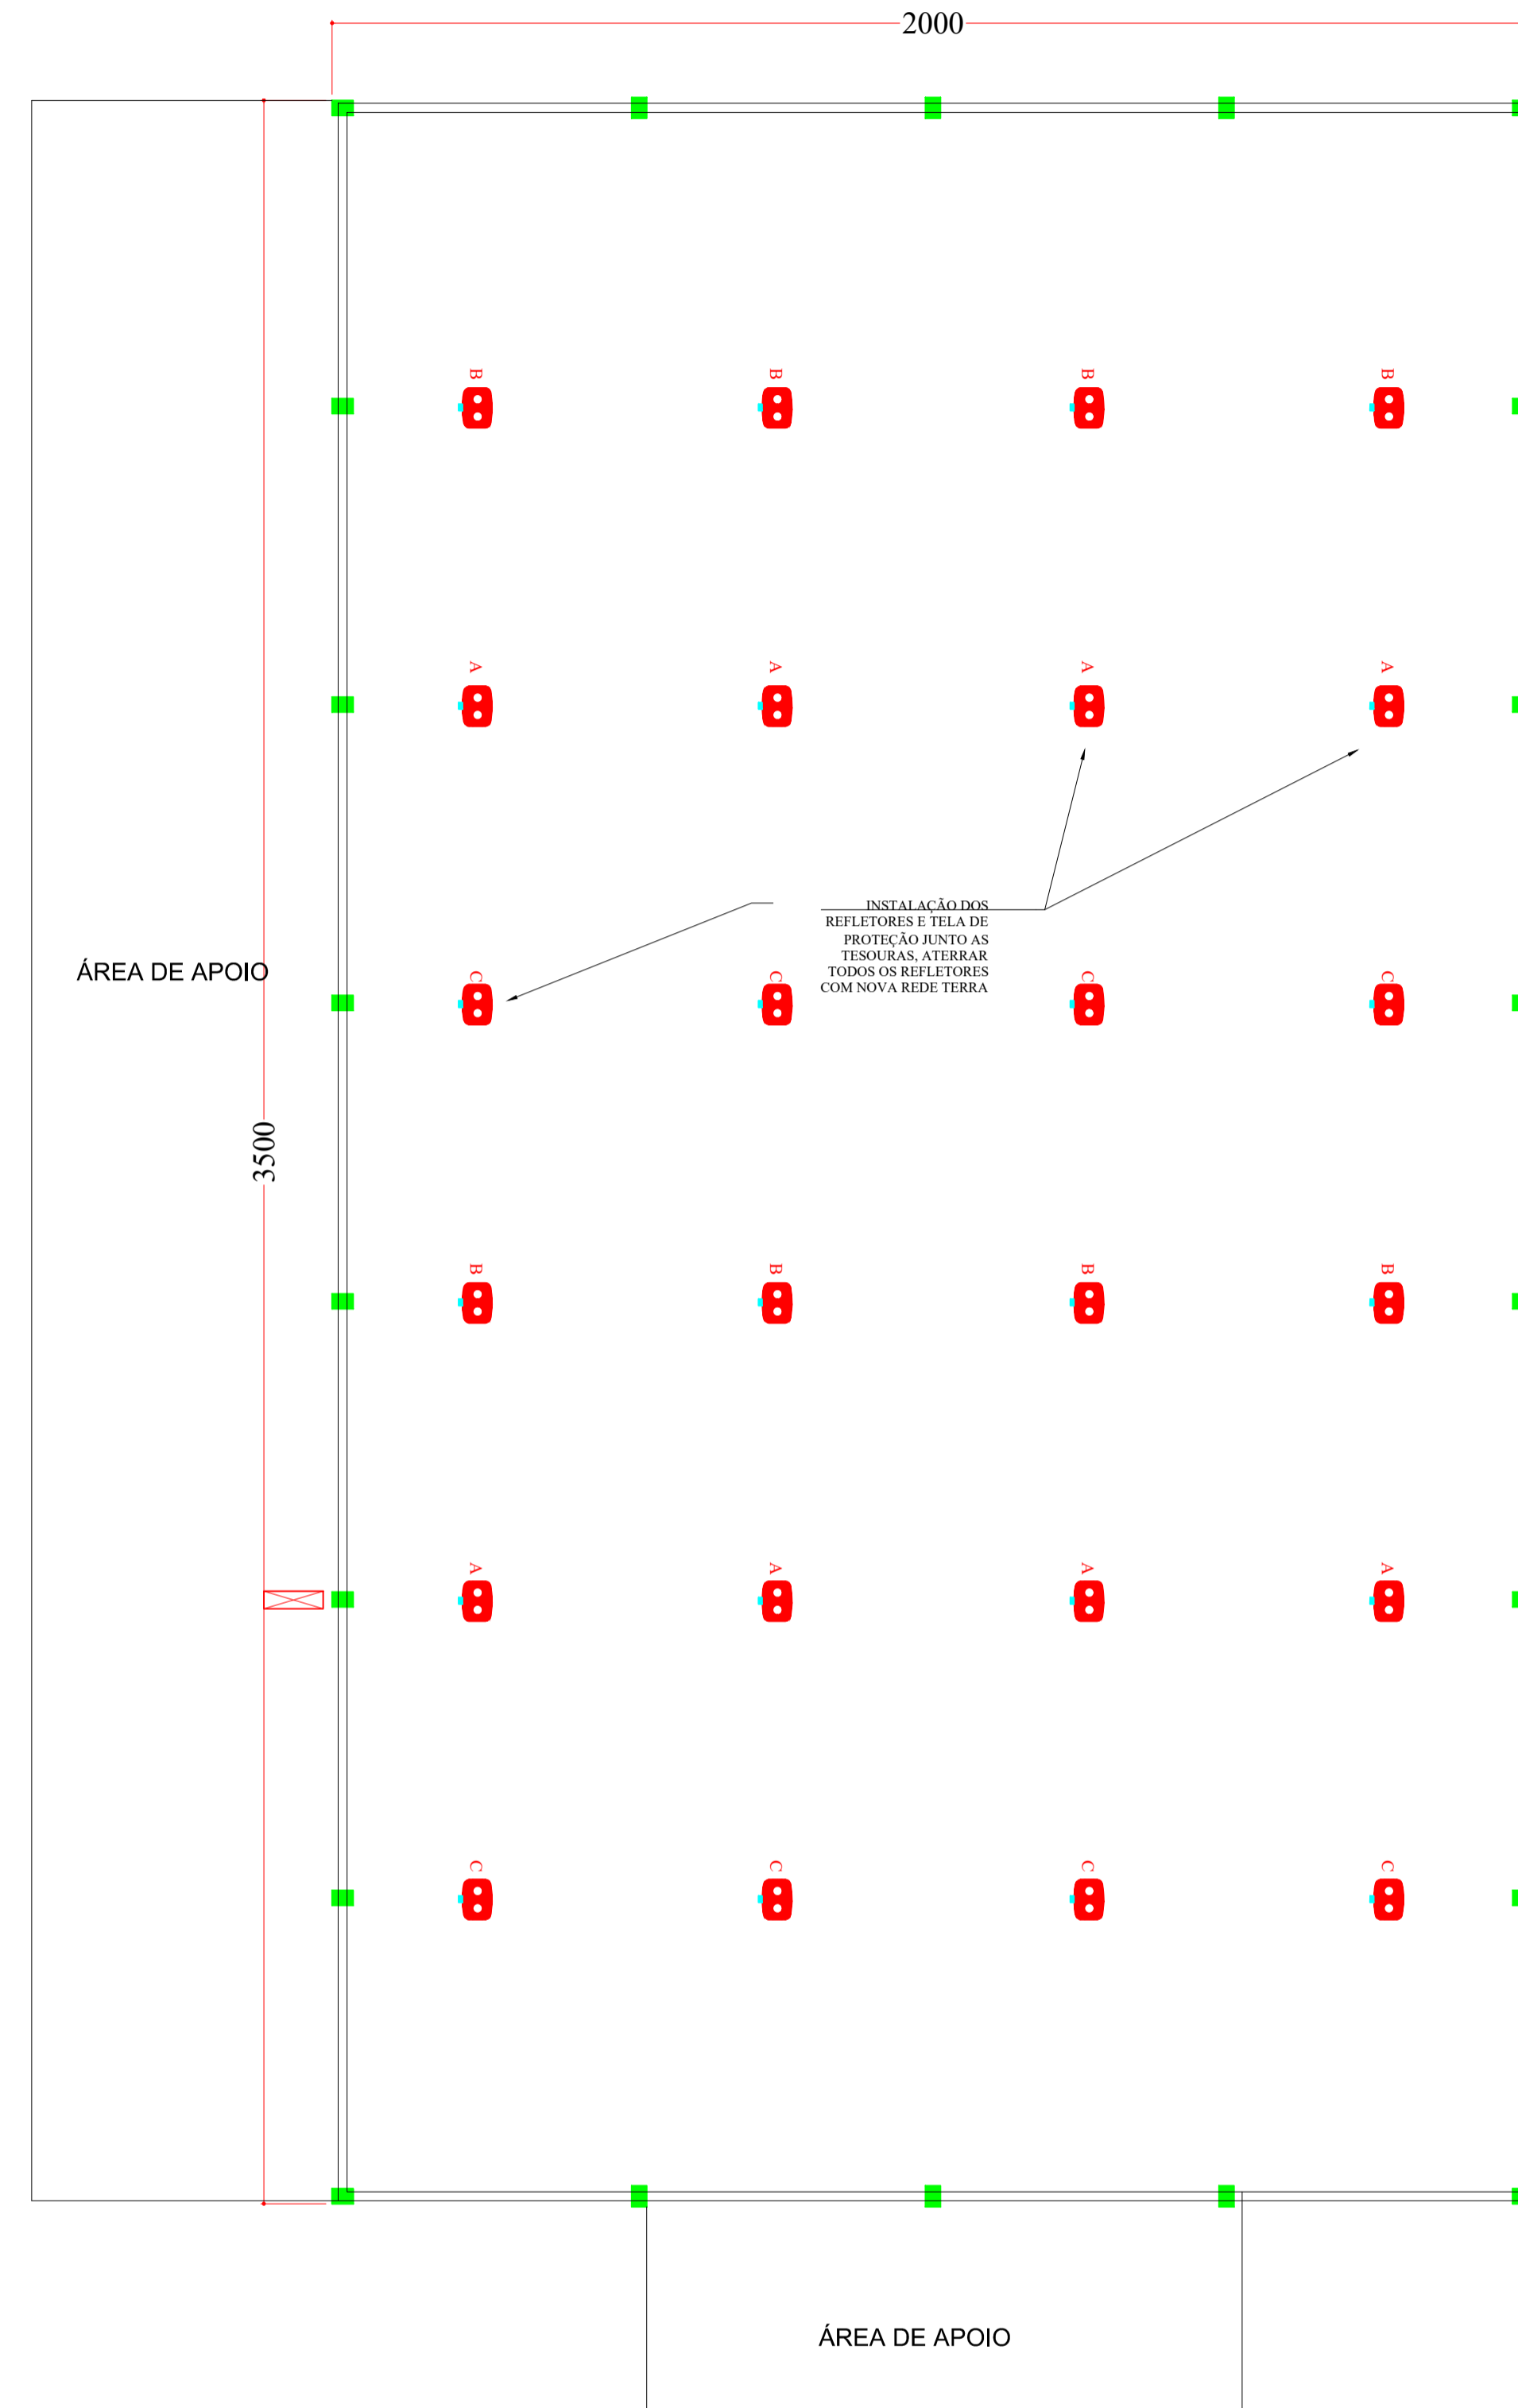 2000
B B B B
A A A A
INSTALAÇÃO DOS
REFLETORES E TELA DE
PROTEÇÃO JUNTO AS
TESOURAS, ATERRAR
TODOS OS REFLETORES
COM NOVA REDE TERRA
ÁREA DE APOIO
C C C C
3500
B B B B
A A A A
C C C C
ÁREA DE APOIO